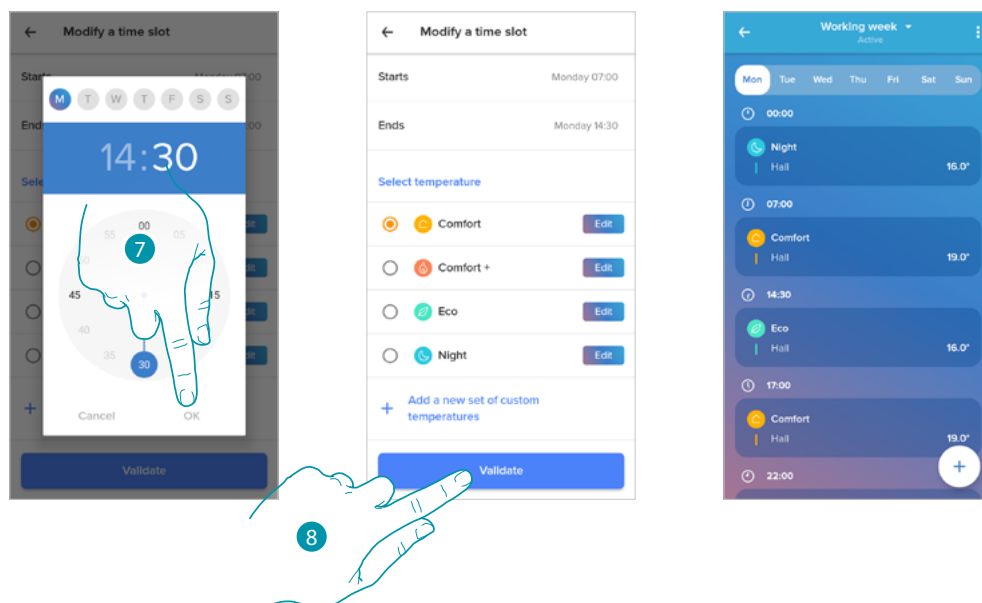 Modify a time slot
Starts
Monday 07:00
Ends
:00
M T W T F S S
14:30
Sele
00
55
05
7
45
15
40
35
30
Edit
Cancel
OK
Validate
Modify a time slot
Starts
Monday 07:00
Ends
Monday 14:30
Select temperature
Comfort
Edit
Comfort +
Edit
Eco
Edit
Night
Edit
+ Add a new set of custom
temperatures
Validate
8
Working week
Active
Mon Tue Wed Thu Fri Sat Sun
00:00
Night
Hall
16.0°
07:00
Comfort
Hall
19.0°
14:30
Eco
Hall
16.0°
17:00
Comfort
Hall
19.0°
22:00
+